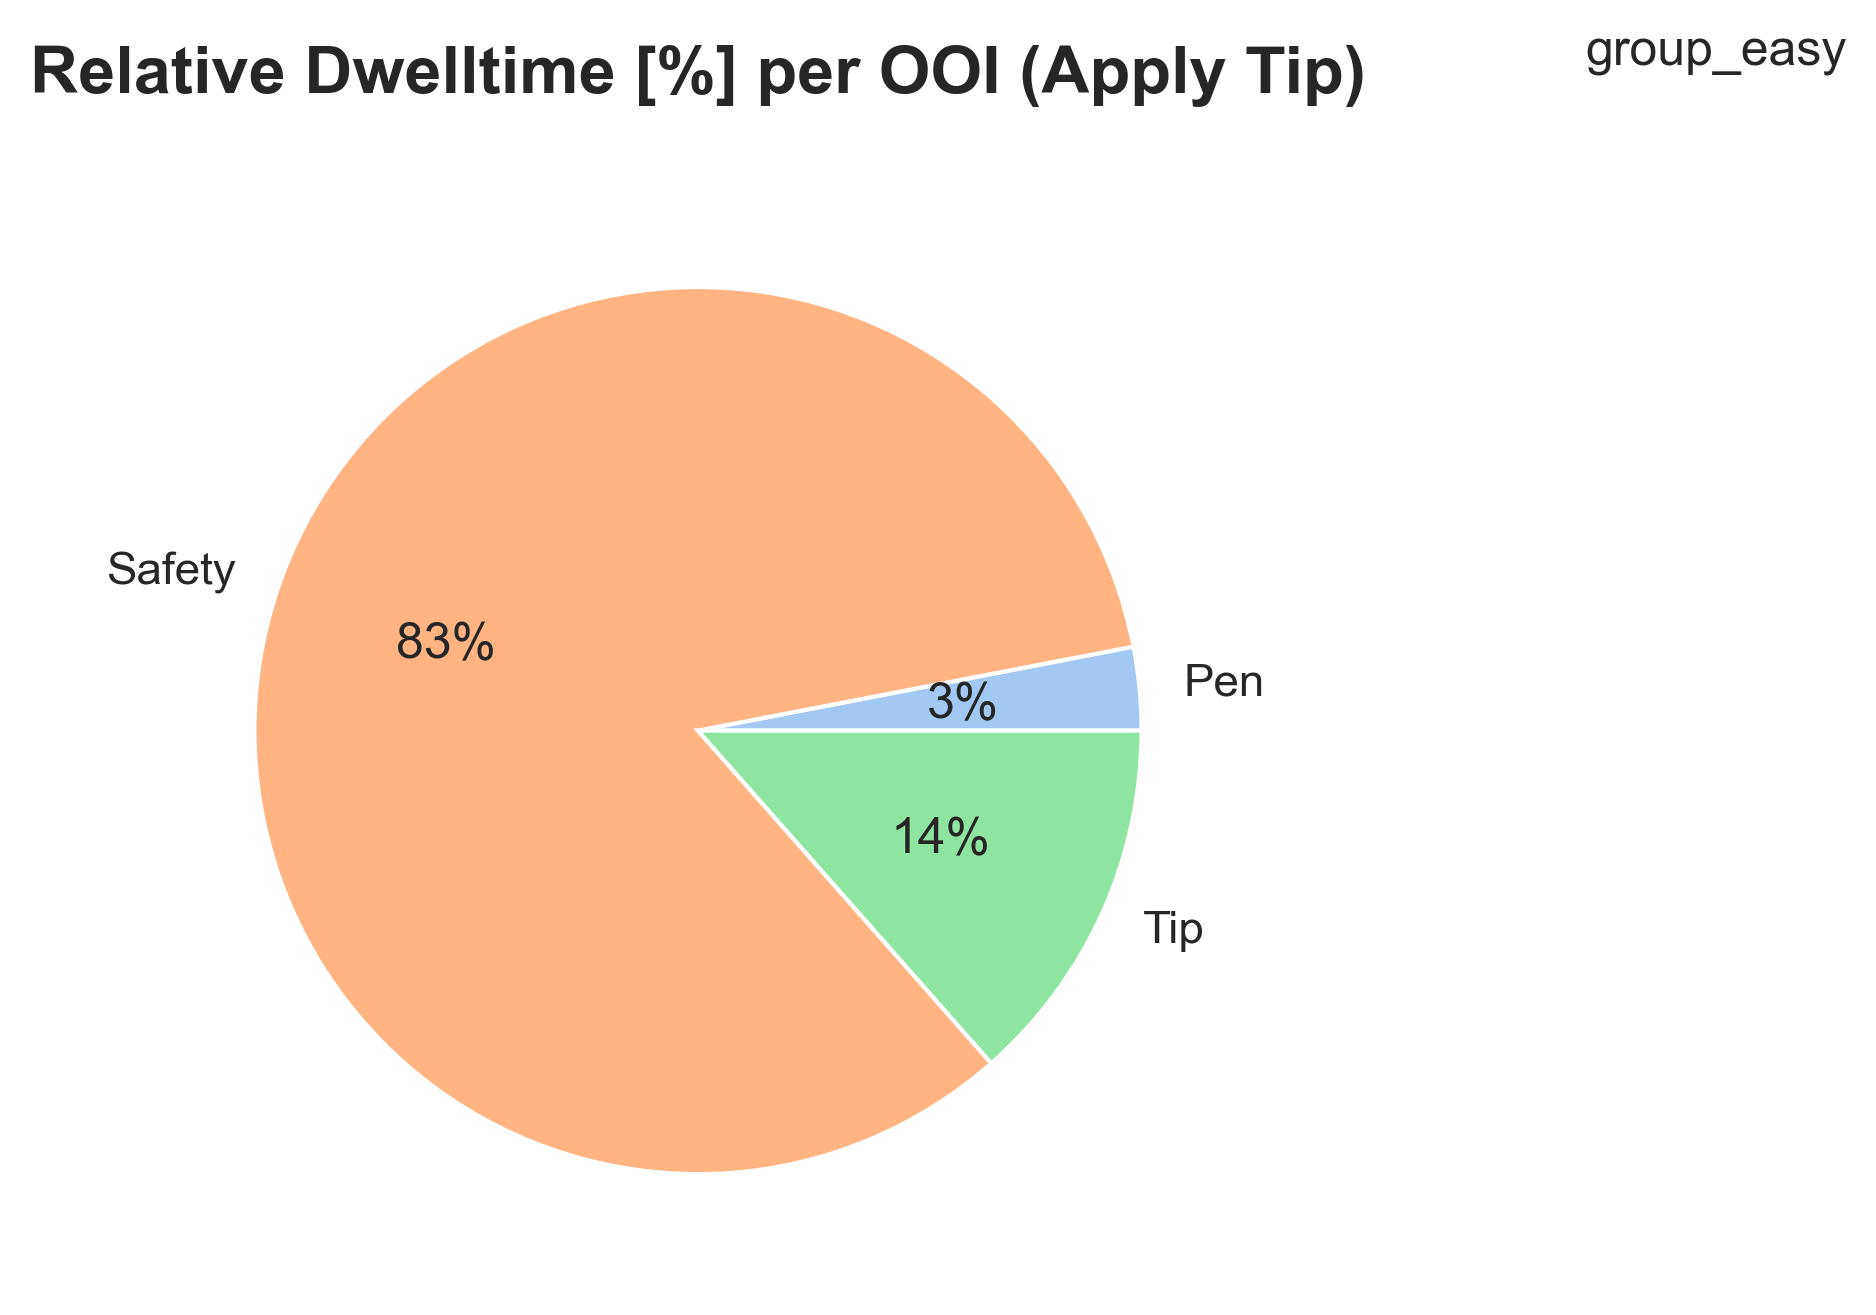 Relative Dwelltime [%] per OOI (Apply Tip)
group_easy
Safety
83%
Pen
3%
14%
Tip